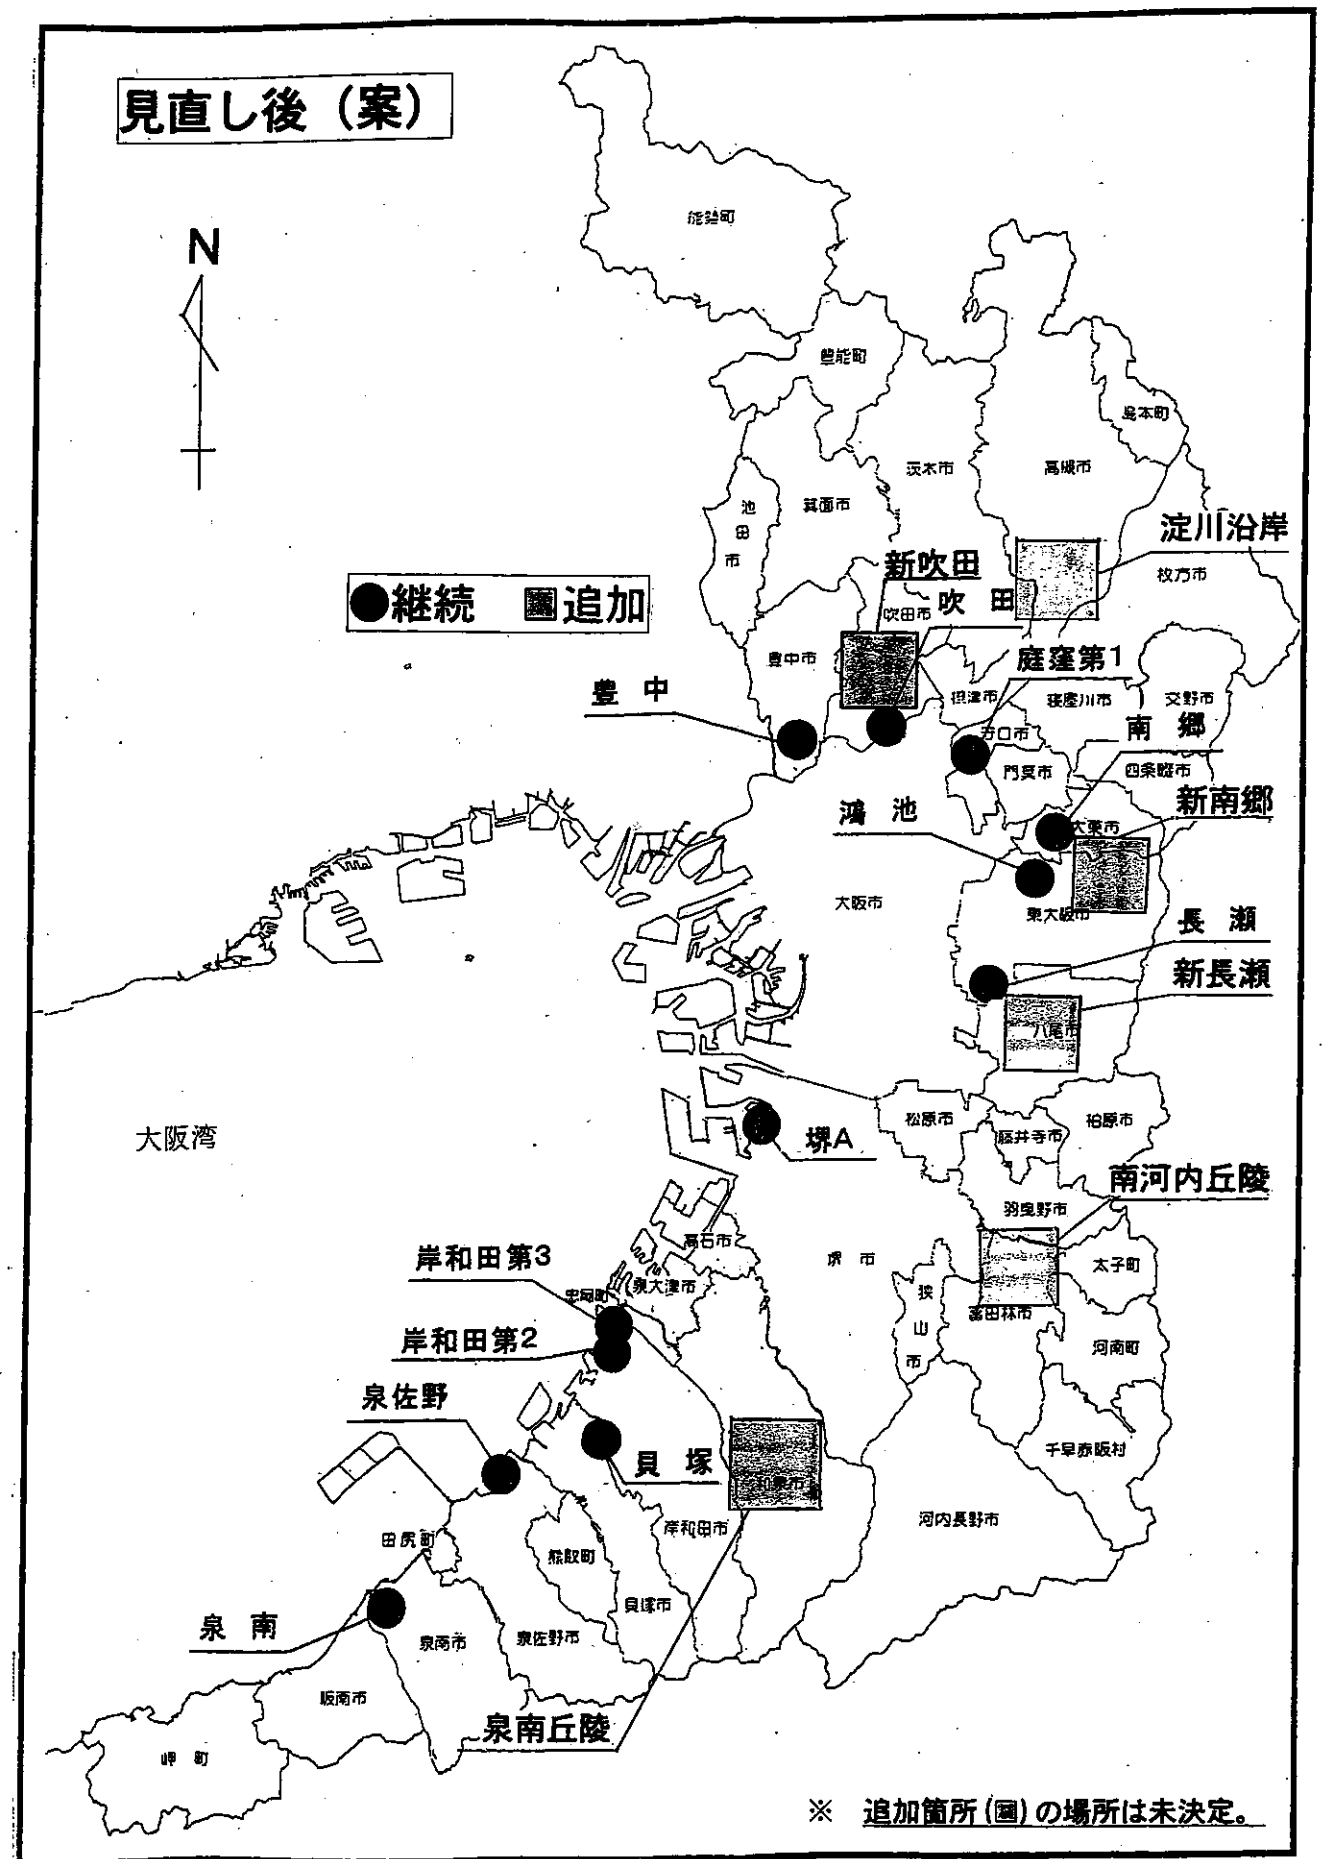 見直し後（案）
N
能勢町
豊能町
島本町
茨木市
高槻市
箕面市
池田市
淀川沿岸
枚方市
新吹田
●継続 追加
吹田市
吹 田
豊中市
庭窪第1
豊 中
摂津市
寝屋川市
交野市
守口市
南 郷
門真市
四条畷市
新南郷
鴻 池
大東市
大阪市
東大阪市
長 瀬
新長瀬
八尾市
松原市
柏原市
藤井寺市
大阪湾
堺A
南河内丘陵
羽曳野市
高石市
岸和田第3
堺 市
太子町
泉大津市
忠岡町
狭山市
富田林市
岸和田第2
河南町
泉佐野
千早赤阪村
貝 塚
和泉市
河内長野市
岸和田市
田尻町
熊取町
貝塚市
泉 南
泉南市
泉佐野市
阪南市
泉南丘陵
岬 町
※ 追加箇所(■)の場所は未決定。